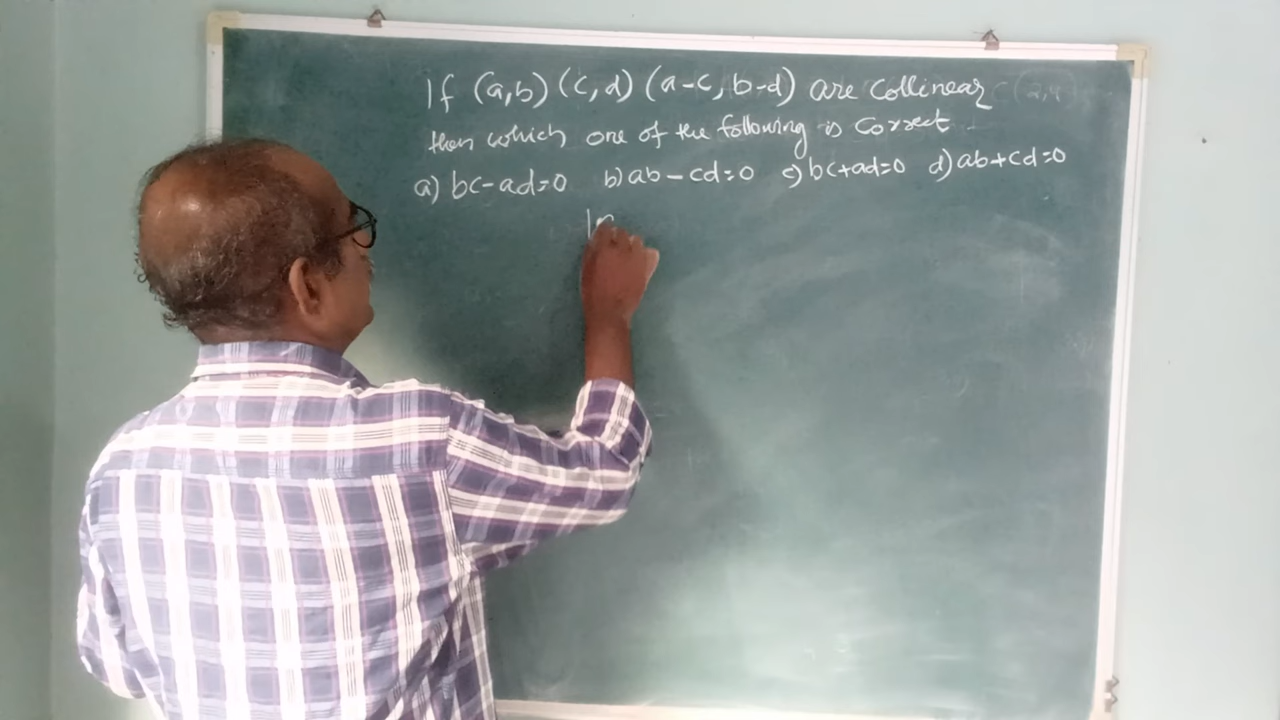 If (a,b) (c,d) (a-c, b-d) are collinear
then which one of the following is correct
a) bc-ad=0 b) ab-cd=0 c) bc+ad=0 d) ab+cd=0